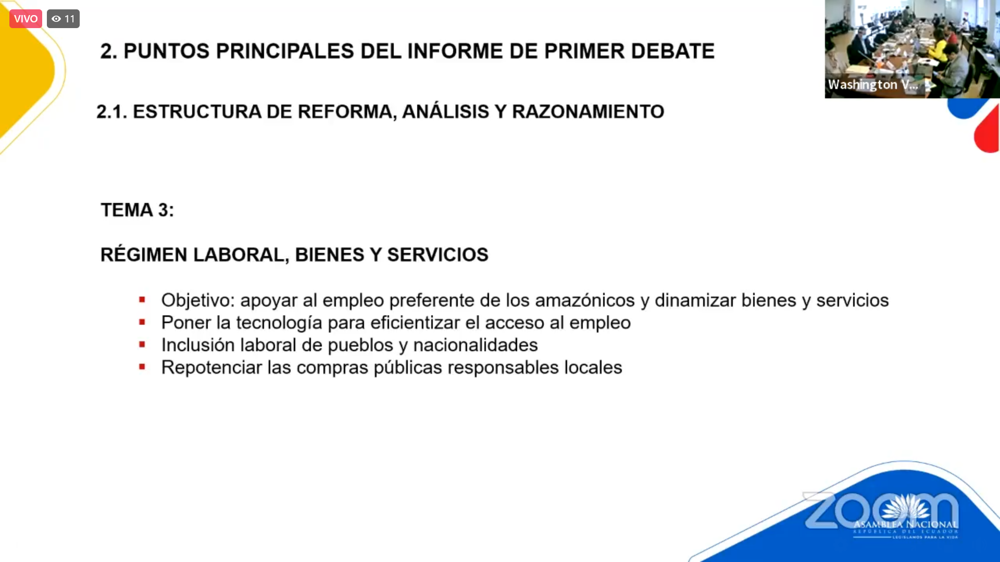 VIVO
11
2. PUNTOS PRINCIPALES DEL INFORME DE PRIMER DEBATE
Washington V...
2.1. ESTRUCTURA DE REFORMA, ANÁLISIS Y RAZONAMIENTO
TEMA 3:
RÉGIMEN LABORAL, BIENES Y SERVICIOS
Objetivo: apoyar al empleo preferente de los amazónicos y dinamizar bienes y servicios
Poner la tecnología para eficientizar el acceso al empleo
Inclusión laboral de pueblos y nacionalidades
Repotenciar las compras públicas responsables locales
zoom
ASAMBLEA NACIONAL
REPÚBLICA DEL ECUADOR
LEGISLAMOS PARA LA VIDA